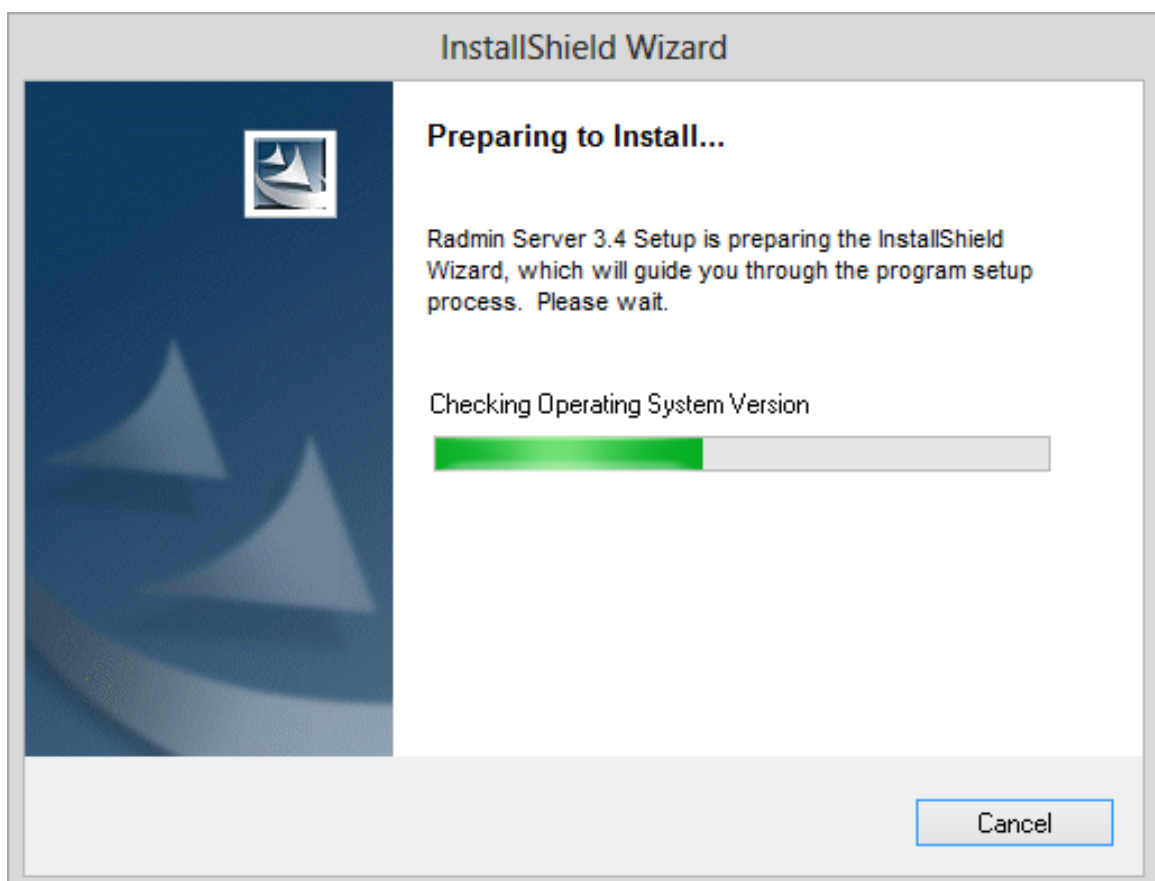 InstallShield Wizard
Preparing to Install...
Radmin Server 3.4 Setup is preparing the InstallShield
Wizard, which will guide you through the program setup
process.  Please wait.
Checking Operating System Version
Cancel